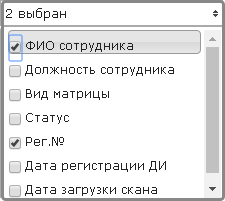 2 выбран
ФИО сотрудника
Должность сотрудника
Вид матрицы
Статус
Рег.№
Дата регистрации ДИ
Дата загрузки скана